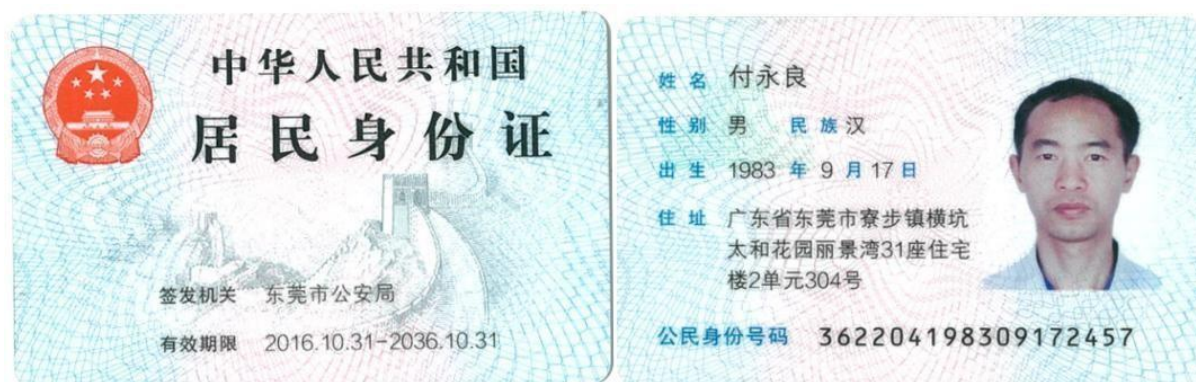 中华人民共和国
居民身份证
签发机关 东莞市公安局
有效期限 2016.10.31-2036.10.31
姓名 付永良
性别 男 民族 汉
出生 1983 年 9 月 17 日
住址 广东省东莞市寮步镇横坑
太和花园丽景湾31座住宅
楼2单元304号
公民身份号码 362204198309172457